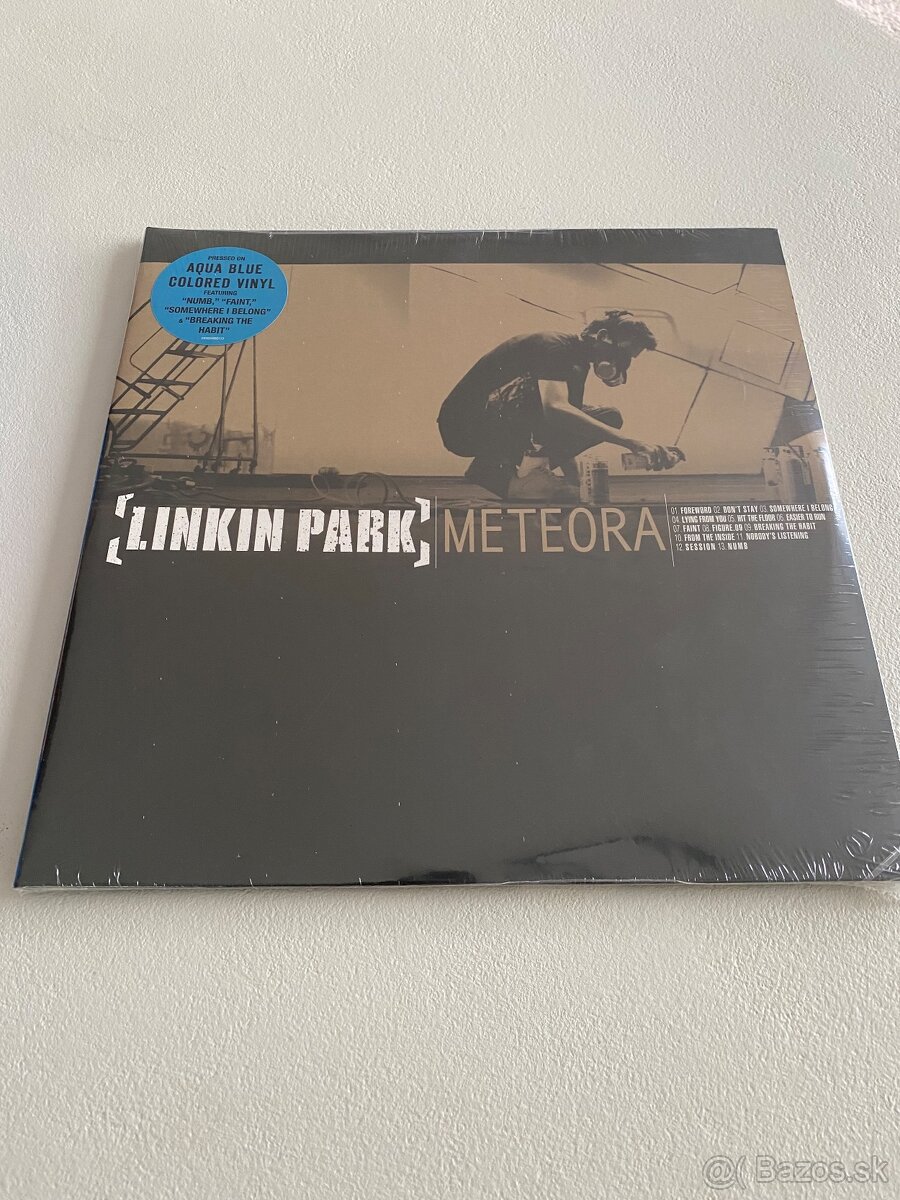 PRESSED ON
AQUA BLUE
COLORED VINYL
FEATURING
"NUMB," "FAINT,"
"SOMEWHERE I BELONG"
& "BREAKING THE
HABIT"
[LINKIN PARK] METEORA
01. FOREWORD 02. DON'T STAY 03. SOMEWHERE I BELONG
04. LYING FROM YOU 05. HIT THE FLOOR 06. EASIER TO RUN
07. FAINT 08. FIGURE.09 09. BREAKING THE HABIT
10. FROM THE INSIDE 11. NOBODY'S LISTENING
12. SESSION 13. NUMB
@( Bazos.sk